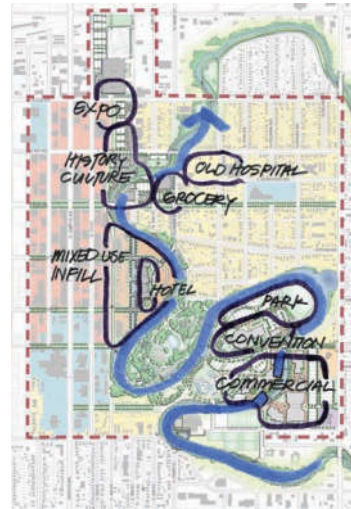 EXPO
HISTORY
CULTURE
OLD HOSPITAL
GROCERY
MIXED USE
INFILL
HOTEL
PARK
CONVENTION
COMMERCIAL